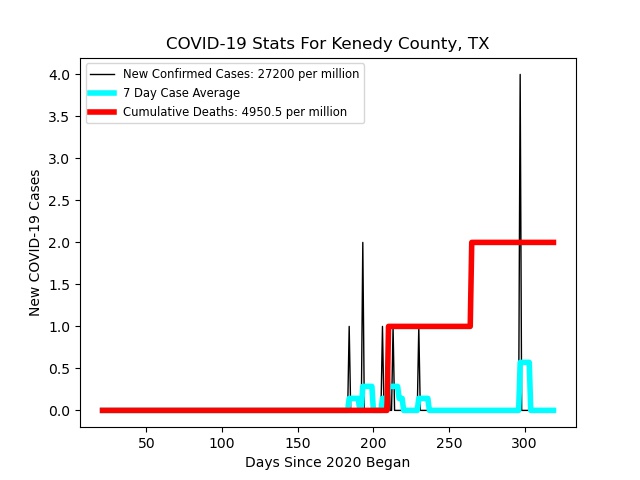 COVID-19 Stats For Kenedy County, TX
New Confirmed Cases: 27200 per million
7 Day Case Average
Cumulative Deaths: 4950.5 per million
New COVID-19 Cases
4.0
3.5
3.0
2.5
2.0
1.5
1.0
0.5
0.0
50 100 150 200 250 300
Days Since 2020 Began